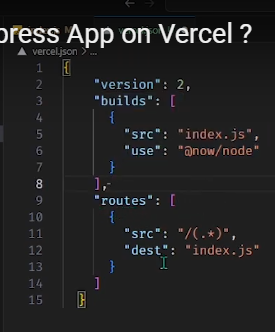 press App on Vercel ?
vercel.json > ...
1 {
2 "version": 2,
3 "builds": [
4 {
5 "src": "index.js",
6 "use": "@now/node"
7 }
8 ],
9 "routes": [
10 {
11 "src": "/(.*)",
12 "dest": "index.js"
13 }
14 ]
15 }